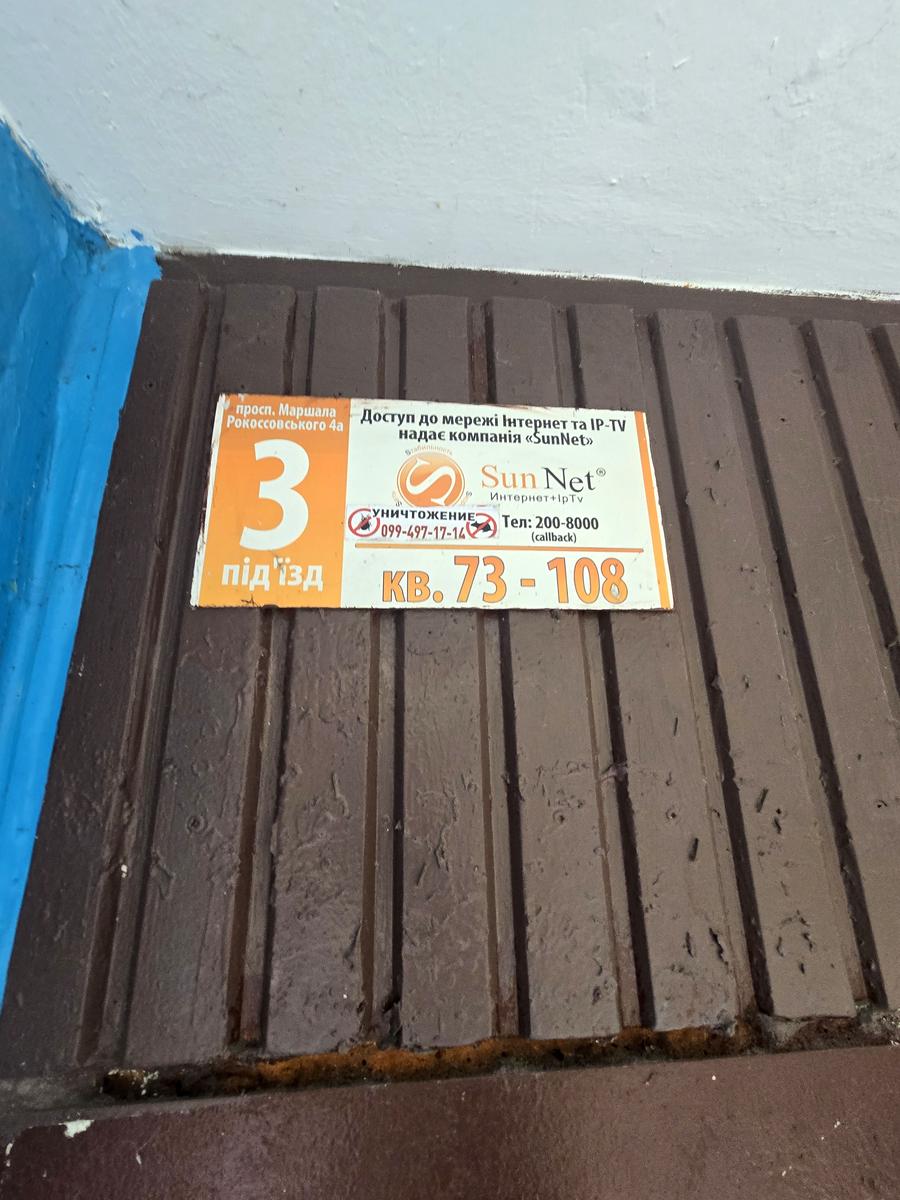 просп. Маршала
Рокоссовського 4а
3
під'їзд
Доступ до мережі Інтернет та IP-TV
надає компанія «SunNet»
Стабильность
Sun Net®
Интернет+IpTv
УНИЧТОЖЕНИЕ
099-497-17-14
Тел: 200-8000
(callback)
кв. 73 - 108